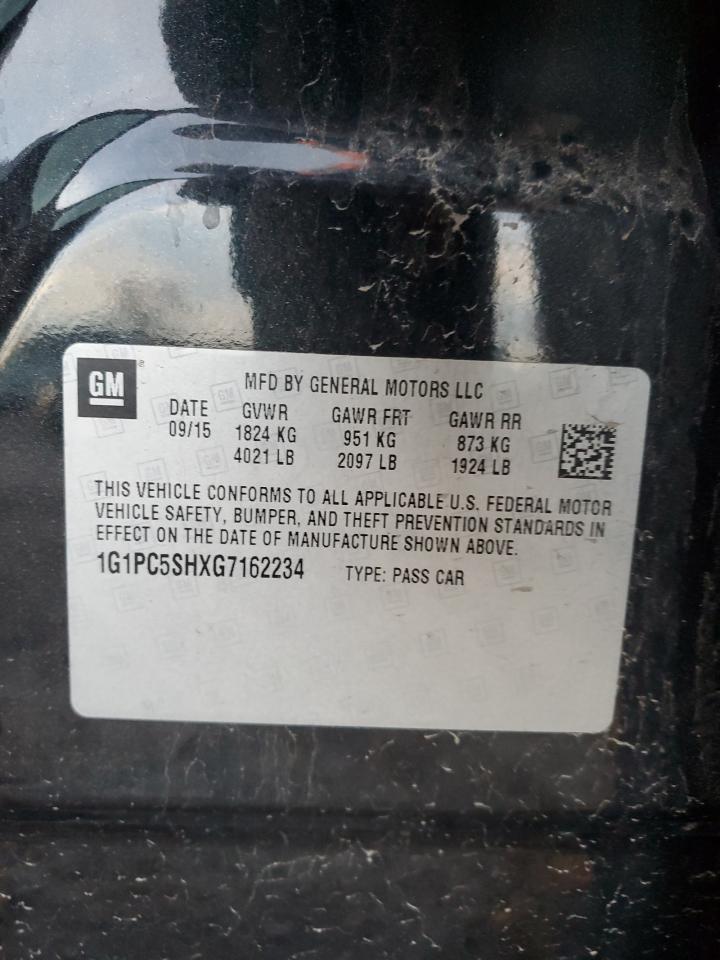 GM
MFD BY GENERAL MOTORS LLC
DATE GVWR GAWR FRT GAWR RR
09/15 1824 KG 951 KG 873 KG
4021 LB 2097 LB 1924 LB
THIS VEHICLE CONFORMS TO ALL APPLICABLE U.S. FEDERAL MOTOR
VEHICLE SAFETY, BUMPER, AND THEFT PREVENTION STANDARDS IN
EFFECT ON THE DATE OF MANUFACTURE SHOWN ABOVE.
1G1PC5SHXG7162234 TYPE: PASS CAR